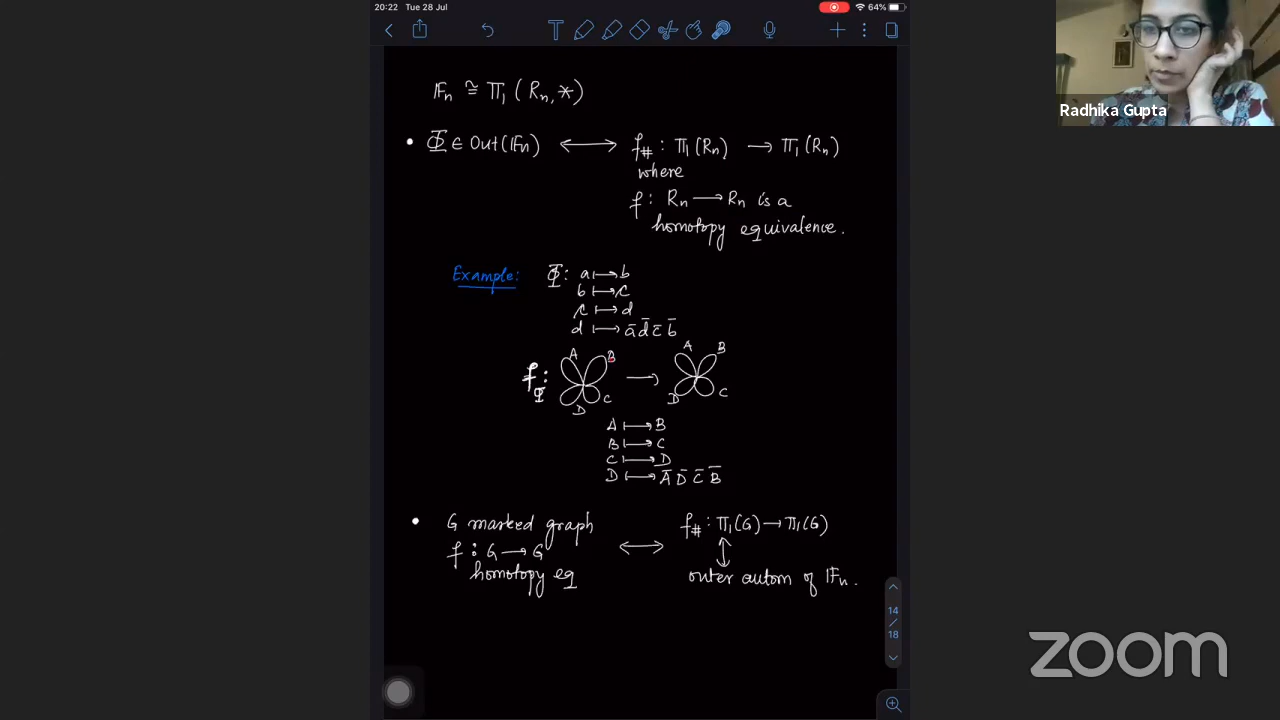 20:22 Tue 28 Jul
64%
Radhika Gupta
𝔽n ≅ π₁ ( Rn, *)
• Φ ∈ Out(𝔽n) ⟷ f# : π₁(Rn) → π₁(Rn)
where
f : Rn → Rn is a
homotopy equivalence.
Example: Φ: a ↦ b
b ↦ c
c ↦ d
d ↦ a̅ d̅ c̅ b̅
A B A B
fΦ : →
D C D C
A ↦ B
B ↦ C
C ↦ D
D ↦ A̅ D̅ C̅ B̅
• G marked graph ⟷ f# : π₁(G) → π₁(G)
f : G → G
homotopy eq outer autom of 𝔽n.
14
/
18
zoom